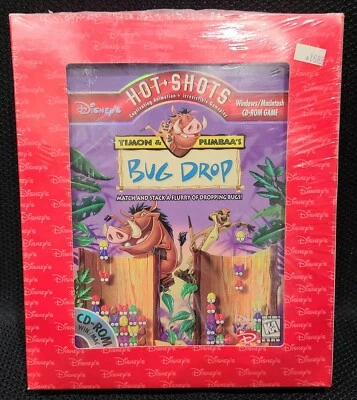 HOT★SHOTS
Captivating Animation + Irresistible Gameplay
Disney's
Windows/Macintosh
CD-ROM GAME
TIMON & PUMBAA'S
BUG DROP
MATCH AND STACK A FLURRY OF DROPPING BUGS!
CD-ROM
K-A
Disney's